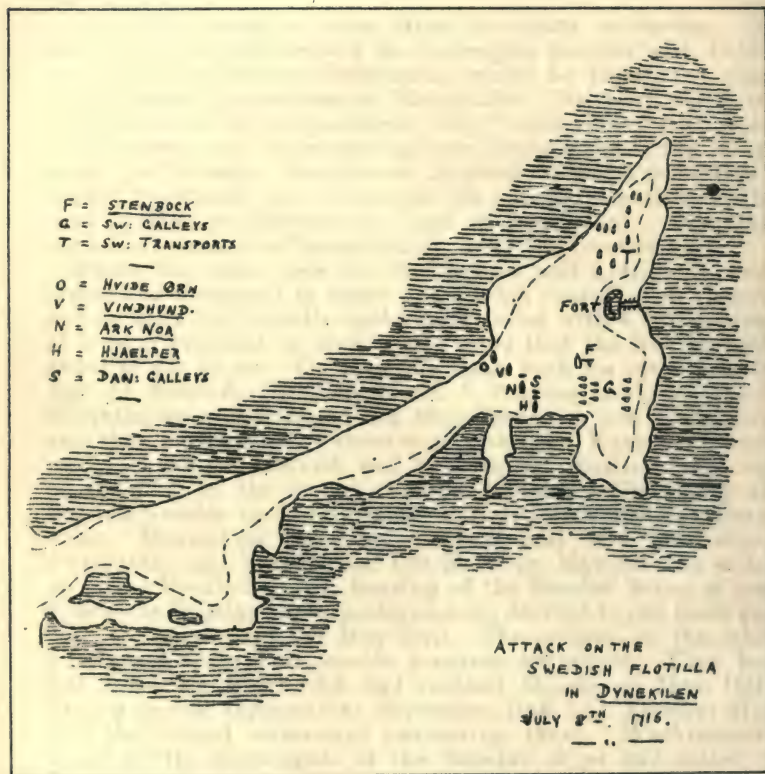 F = STENBOCK
G = SW: GALLEYS
T = SW: TRANSPORTS
O = HVIDE ØRN
V = VINDHUND.
N = ARK NOA
H = HJAELPER
S = DAN: GALLEYS
T
FORT
F
G
O
V
N
S
H
ATTACK ON THE
SWEDISH FLOTILLA
IN DYNEKILEN
JULY 8TH. 1716.